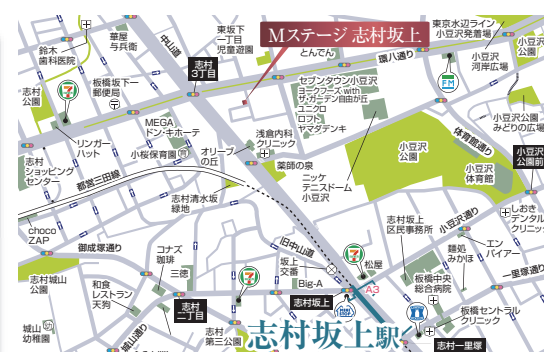 鈴木
歯科医院
華屋
与兵衛
中山道
東坂下
一丁目
児童遊園
Mステージ 志村坂上
とんでん
環八通り
東京水辺ライン
小豆沢発着場
小豆沢
河岸広場
小豆沢
公園
志村
3丁目
板橋坂下一
郵便局
志村
公園
セブンタウン小豆沢
ヨークフーズ with
ザ・ガーデン自由が丘
ユニクロ
ロフト
ヤマダデンキ
FM
小豆沢公園
みどりの広場
MEGA
ドン・キホーテ
リンガー
ハット
小桜保育園
オリーブ
の丘
浅倉内科
クリニック
薬師の泉
小豆沢
公園
体育館通り
小豆沢
体育館
小豆沢
公園前
志村
ショッピング
センター
都営三田線
志村清水坂
緑地
ニッケ
テニスドーム
小豆沢
志村坂上
区民事務所
小豆沢通り
しおき
デンタル
クリニック
choco
ZAP
御成塚通り
コナズ
珈琲
旧中山道
麺処
みかほ
エン
バイアー
一里塚通り
志村城山
公園
三徳
坂上
交番
松屋
和食
レストラン
天狗
Big-A
志村坂上
A3
板橋中央
総合病院
志村
二丁目
城山
幼稚園
城山通り
志村
第三公園
志村坂上駅
板橋セントラル
クリニック
志村一里塚